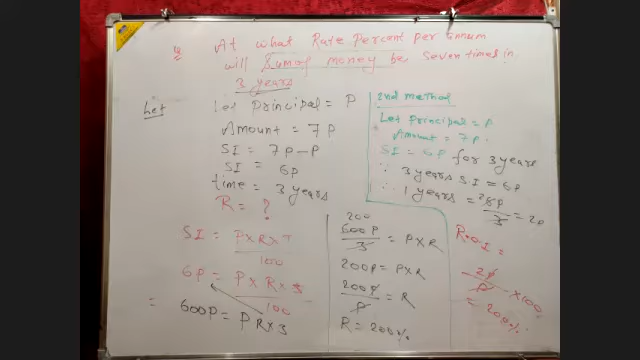 Q At what Rate Percent per annum
will Sum of money be Seven times in
3 years
Let Let Principal = P
Amount = 7P
SI = 7P-P
SI = 6P
time = 3 years
R = ?
SI = P×R×T
100
6P = P×R×3
100
= 600P = P R×3
200
600P = P×R
3
200P = P×R
200P = R
P
R = 200%
IInd method
Let Principal = P
Amount = 7P.
SI = 6P for 3 years
∵ 3 years SI = 6P
∴ 1 years = 6P = 2P
3
R.O.I =
2P ×100
P
= 200%